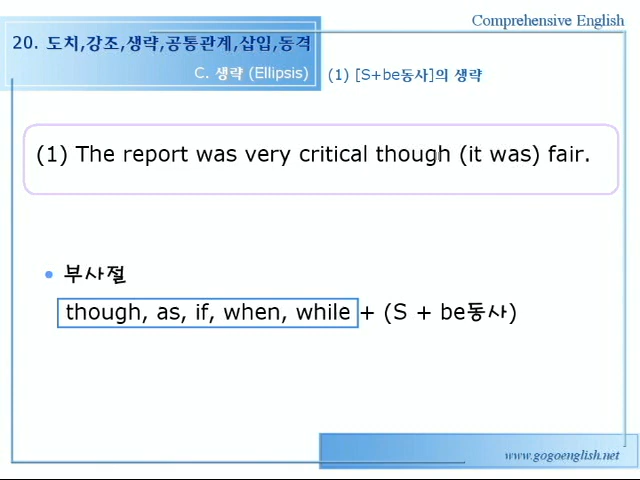 Comprehensive English
20. 도치,강조,생략,공통관계,삽입,동격
C. 생략 (Ellipsis)
(1) [S+be동사]의 생략
(1) The report was very critical though (it was) fair.
• 부사절
though, as, if, when, while + (S + be동사)
www.gogoenglish.net